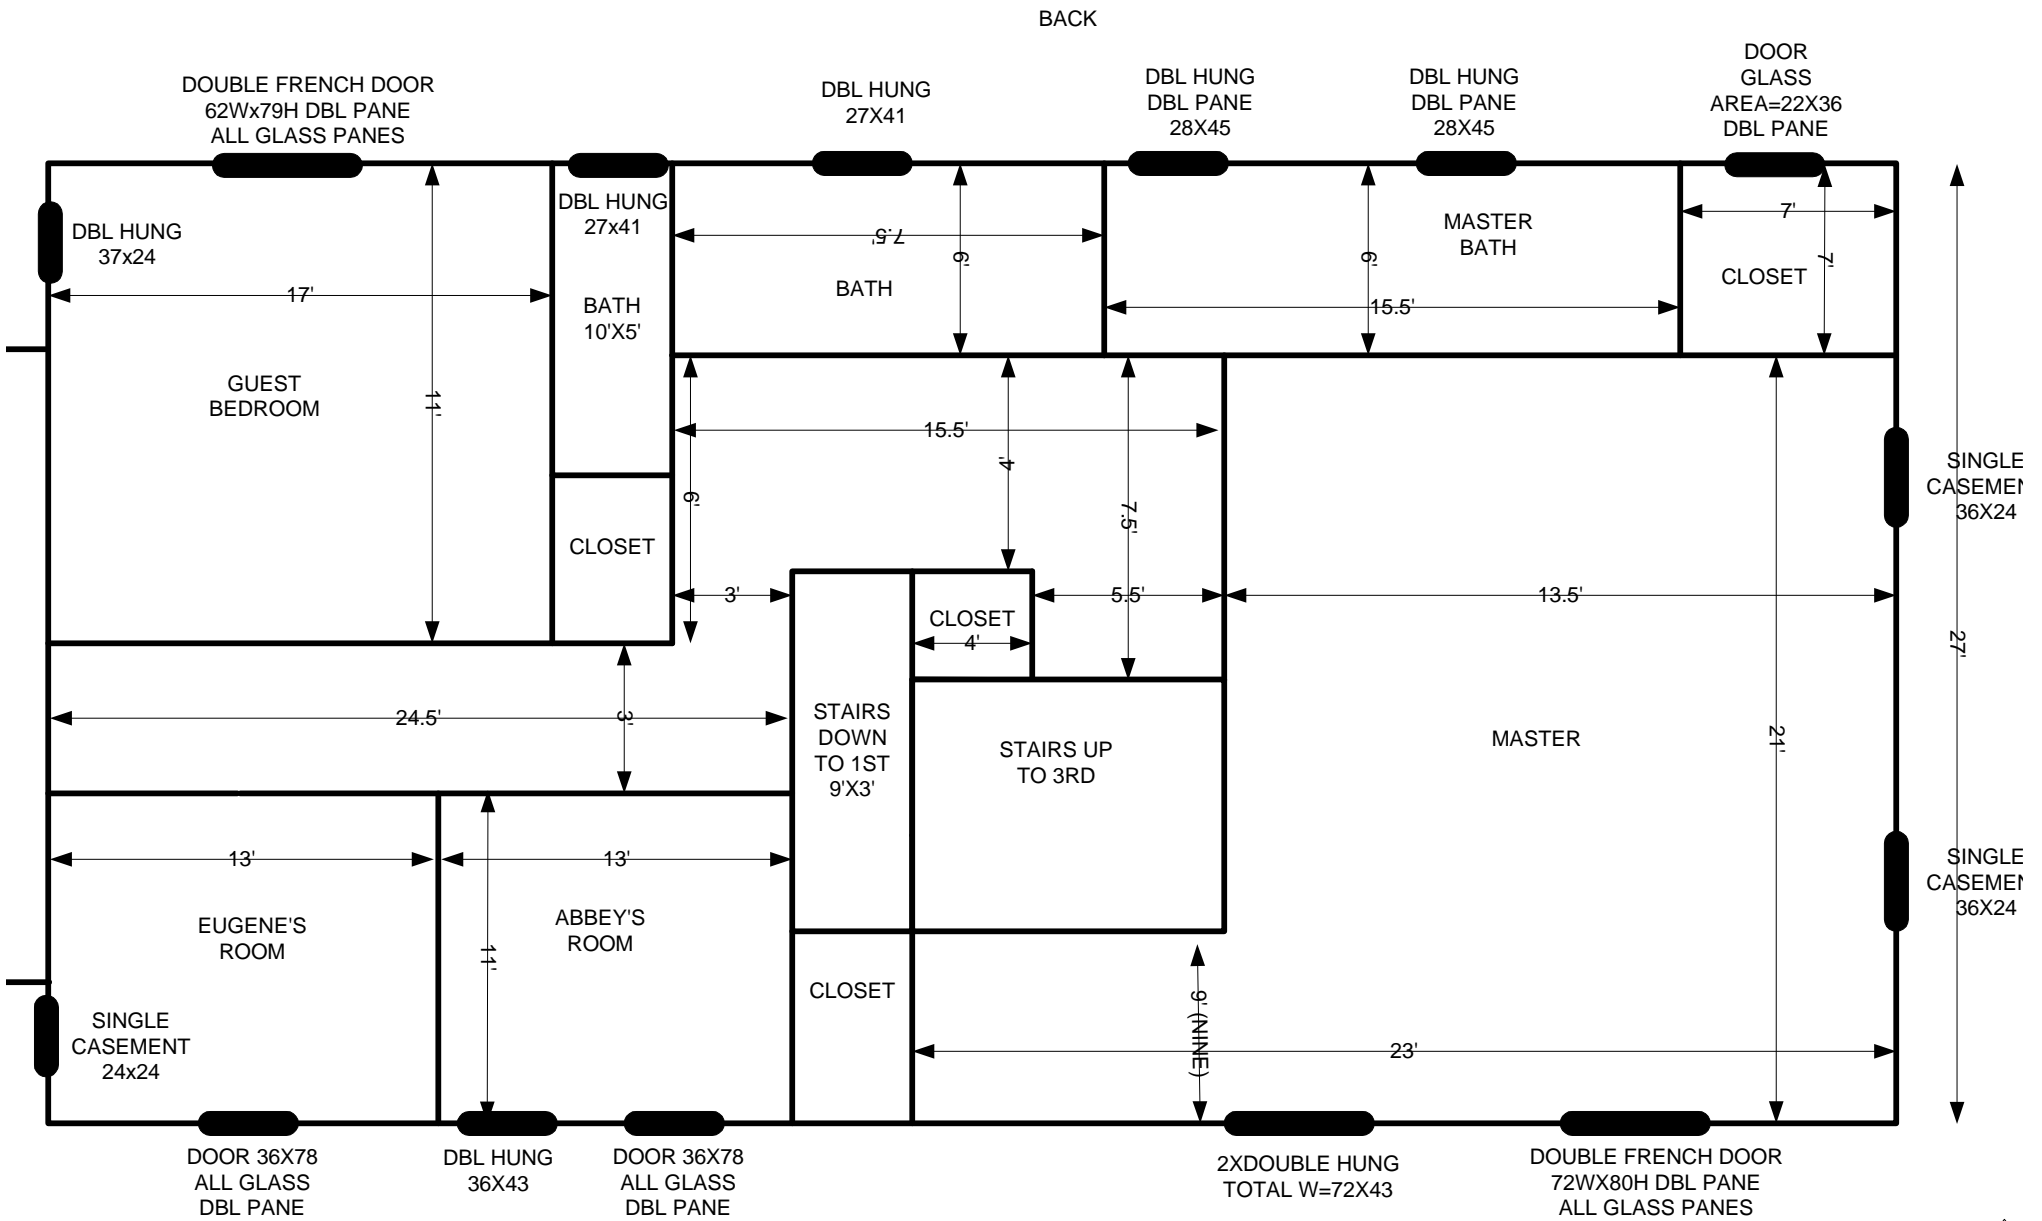 BACK
DOUBLE FRENCH DOOR
62Wx79H DBL PANE
ALL GLASS PANES
DBL HUNG
27X41
DBL HUNG
DBL PANE
28X45
DBL HUNG
DBL PANE
28X45
DOOR
GLASS
AREA=22X36
DBL PANE
DBL HUNG
37x24
17'
11'
GUEST
BEDROOM
DBL HUNG
27x41
BATH
10'X5'
CLOSET
7.5'
6'
BATH
6'
MASTER
BATH
15.5'
7'
7'
CLOSET
15.5'
4'
7.5'
6'
3'
CLOSET
4'
5.5'
13.5'
SINGLE
CASEMEN
36X24
27'
24.5'
3'
STAIRS
DOWN
TO 1ST
9'X3'
STAIRS UP
TO 3RD
MASTER
21'
SINGLE
CASEMEN
36X24
13'
13'
EUGENE'S
ROOM
ABBEY'S
ROOM
11'
CLOSET
9' (NINE)
23'
SINGLE
CASEMENT
24x24
DOOR 36X78
ALL GLASS
DBL PANE
DBL HUNG
36X43
DOOR 36X78
ALL GLASS
DBL PANE
2XDOUBLE HUNG
TOTAL W=72X43
DOUBLE FRENCH DOOR
72WX80H DBL PANE
ALL GLASS PANES